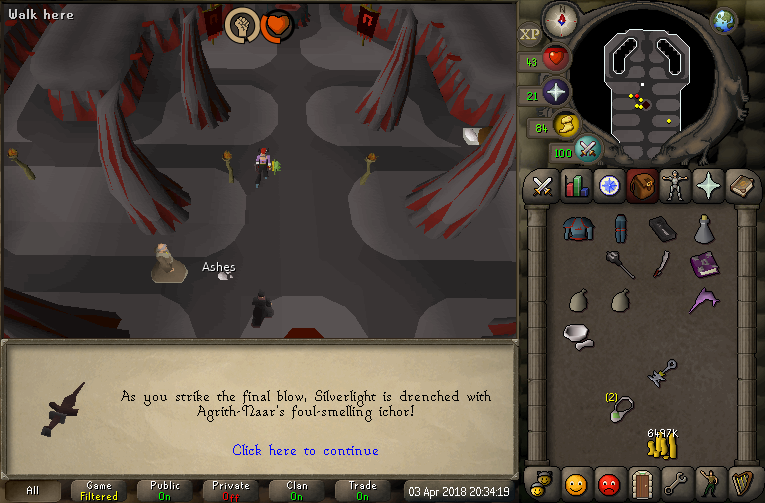 Walk here
XP
N
43
21
84
100
Ashes
(2)
6497K
As you strike the final blow, Silverlight is drenched with
Agrith-Naar's foul-smelling ichor!
Click here to continue
All
Game
Filtered
Public
On
Private
Off
Clan
On
Trade
On
03 Apr 2018 20:34:19